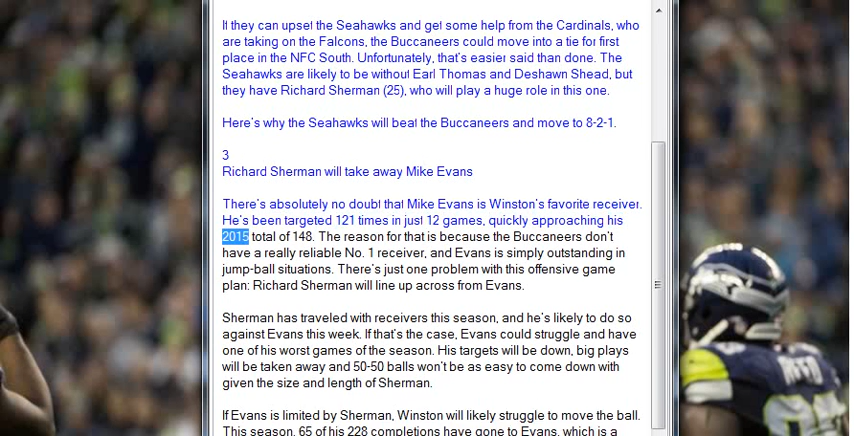 If they can upset the Seahawks and get some help from the Cardinals, who
are taking on the Falcons, the Buccaneers could move into a tie for first
place in the NFC South. Unfortunately, that's easier said than done. The
Seahawks are likely to be without Earl Thomas and Deshawn Shead, but
they have Richard Sherman (25), who will play a huge role in this one.
Here's why the Seahawks will beat the Buccaneers and move to 8-2-1.
3
Richard Sherman will take away Mike Evans
There's absolutely no doubt that Mike Evans is Winston's favorite receiver.
He's been targeted 121 times in just 12 games, quickly approaching his
2015 total of 148. The reason for that is because the Buccaneers don't
have a really reliable No. 1 receiver, and Evans is simply outstanding in
jump-ball situations. There's just one problem with this offensive game
plan: Richard Sherman will line up across from Evans.
Sherman has traveled with receivers this season, and he's likely to do so
against Evans this week. If that's the case, Evans could struggle and have
one of his worst games of the season. His targets will be down, big plays
will be taken away and 50-50 balls won't be as easy to come down with
given the size and length of Sherman.
If Evans is limited by Sherman, Winston will likely struggle to move the ball.
This season, 65 of his 228 completions have gone to Evans, which is a